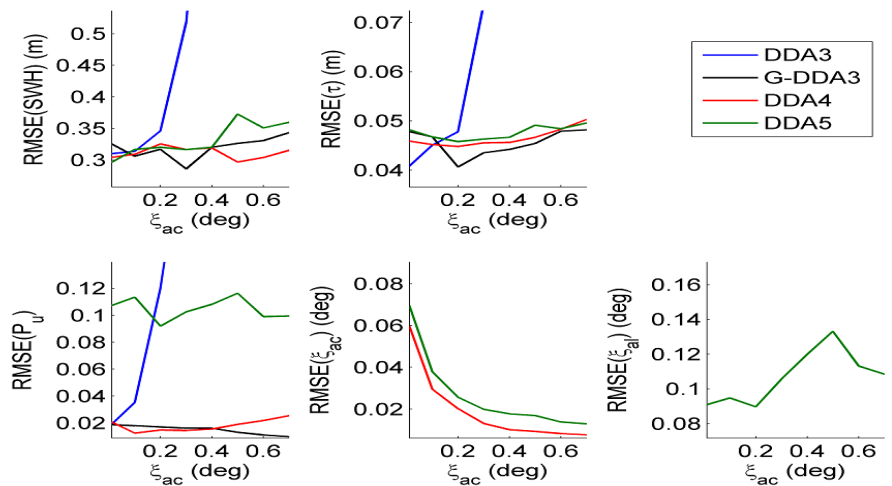 RMSE(SWH) (m)
0.5
0.45
0.4
0.35
0.3
0.2 0.4 0.6
ξac (deg)
RMSE(τ) (m)
0.07
0.06
0.05
0.04
0.2 0.4 0.6
ξac (deg)
DDA3
G-DDA3
DDA4
DDA5
RMSE(Pu)
0.12
0.1
0.08
0.06
0.04
0.02
0.2 0.4 0.6
ξac (deg)
RMSE(ξac) (deg)
0.08
0.06
0.04
0.02
0.2 0.4 0.6
ξac (deg)
RMSE(ξal) (deg)
0.16
0.14
0.12
0.1
0.08
0.2 0.4 0.6
ξac (deg)